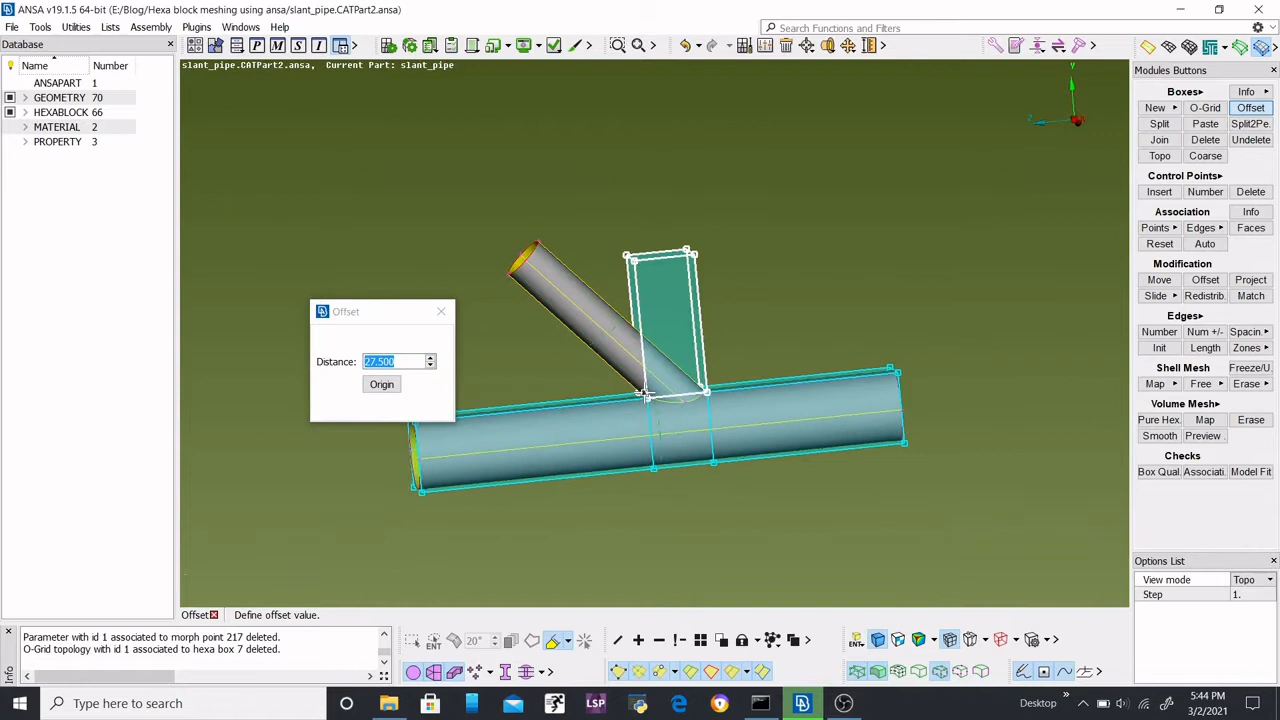 ANSA v19.1.5 64-bit - [E:/Blog/Hexa block meshing using ansa/slant_pipe.CATPart2.ansa]
File Tools Utilities Lists Assembly Plugins Windows Help
Search Functions and Filters
Database
Name Number
ANSAPART 1
GEOMETRY 70
HEXABLOCK 66
MATERIAL 2
PROPERTY 3
P M S I
slant_pipe.CATPart2.ansa, Current Part: slant_pipe
Y
Z
Offset
Distance: 27.500
Origin
Modules Buttons
Boxes Info
New O-Grid Offset
Split Paste Split2Pe.
Join Delete Undelete
Topo Coarse
Control Points
Insert Number Delete
Association Info
Points Edges Faces
Reset Auto
Modification
Move Offset Project
Slide Redistrib. Match
Edges:
Number Num +/- Spacin.
Init Length Zones
Shell Mesh Freeze/U.
Map Free Erase
Volume Mesh
Pure Hex. Map Erase
Smooth Preview .
Checks
Box Qual. Associati. Model Fit
Options List
View mode Topo
Step 1.
Offset Define offset value.
Info
Parameter with id 1 associated to morph point 217 deleted.
O-Grid topology with id 1 associated to hexa box 7 deleted.
ENT 20° ENT
Type here to search
LSP
Desktop
5:44 PM
3/2/2021